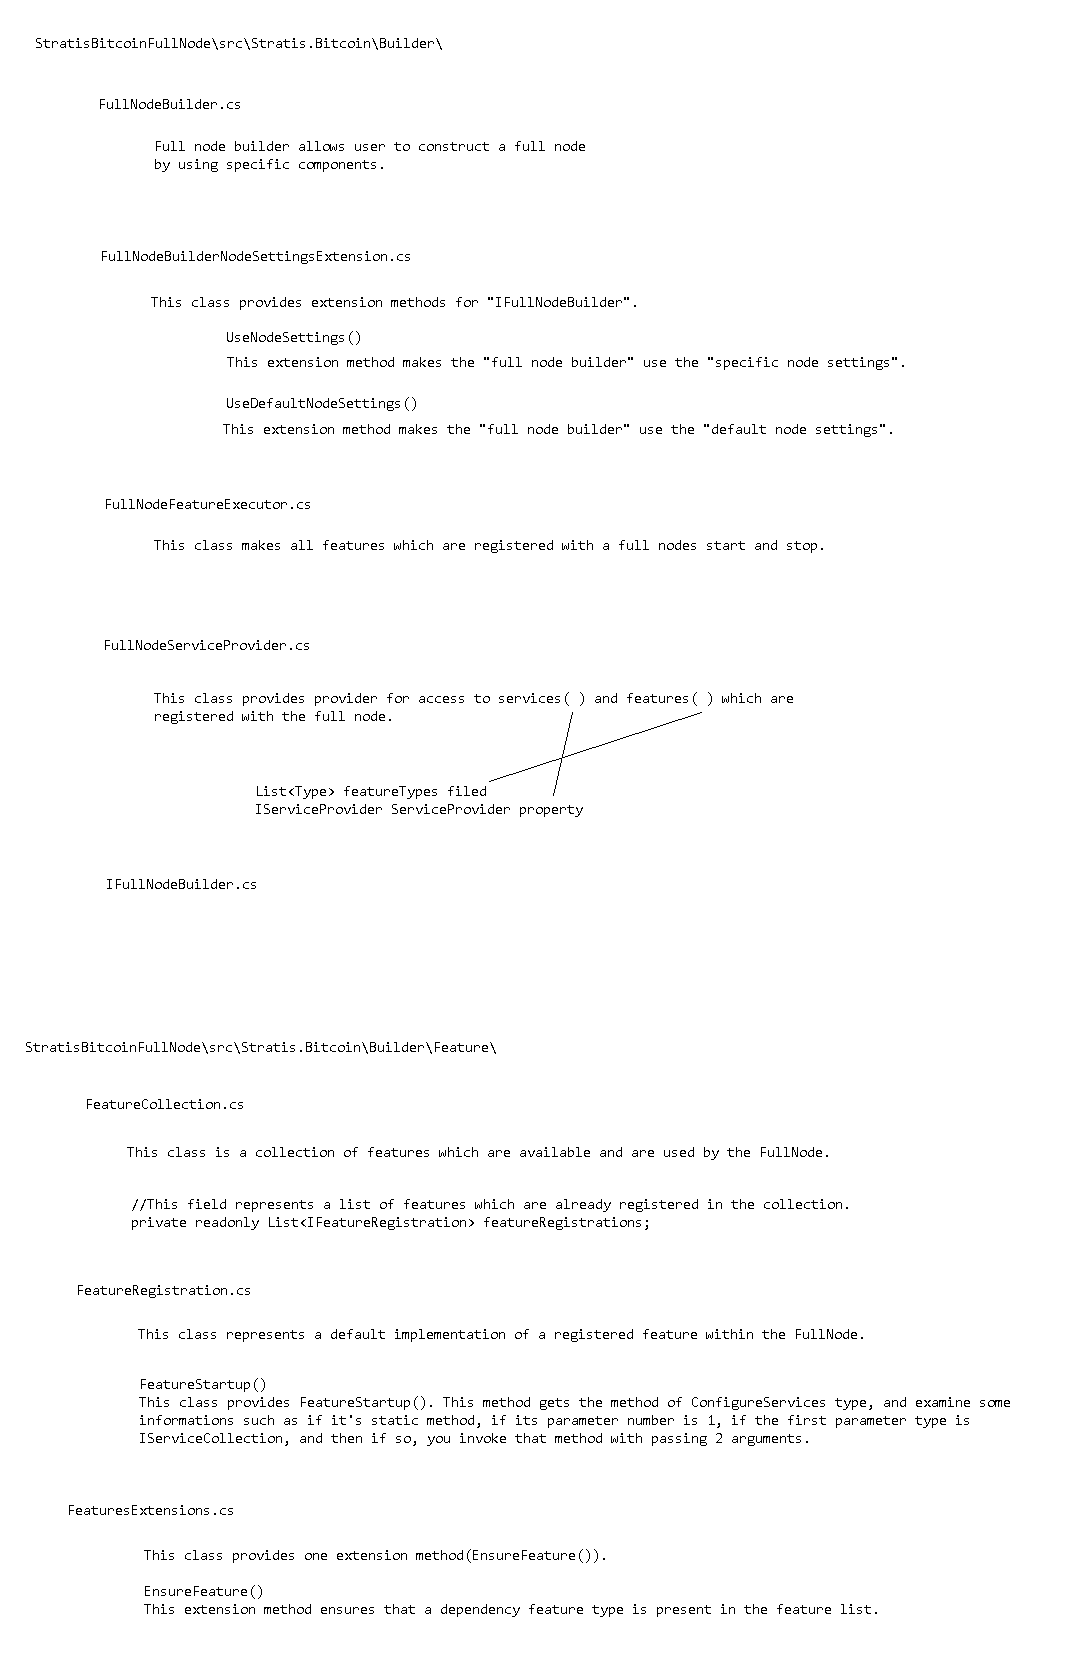 StratisBitcoinFullNode\src\Stratis.Bitcoin\Builder\
FullNodeBuilder.cs
Full node builder allows user to construct a full node
by using specific components.
FullNodeBuilderNodeSettingsExtension.cs
This class provides extension methods for "IFullNodeBuilder".
UseNodeSettings()
This extension method makes the "full node builder" use the "specific node settings".
UseDefaultNodeSettings()
This extension method makes the "full node builder" use the "default node settings".
FullNodeFeatureExecutor.cs
This class makes all features which are registered with a full nodes start and stop.
FullNodeServiceProvider.cs
This class provides provider for access to services( ) and features( ) which are
registered with the full node.
List<Type> featureTypes filed
IServiceProvider ServiceProvider property
IFullNodeBuilder.cs
StratisBitcoinFullNode\src\Stratis.Bitcoin\Builder\Feature\
FeatureCollection.cs
This class is a collection of features which are available and are used by the FullNode.
//This field represents a list of features which are already registered in the collection.
private readonly List<IFeatureRegistration> featureRegistrations;
FeatureRegistration.cs
This class represents a default implementation of a registered feature within the FullNode.
FeatureStartup()
This class provides FeatureStartup(). This method gets the method of ConfigureServices type, and examine some
informations such as if it's static method, if its parameter number is 1, if the first parameter type is
IServiceCollection, and then if so, you invoke that method with passing 2 arguments.
FeaturesExtensions.cs
This class provides one extension method(EnsureFeature()).
EnsureFeature()
This extension method ensures that a dependency feature type is present in the feature list.